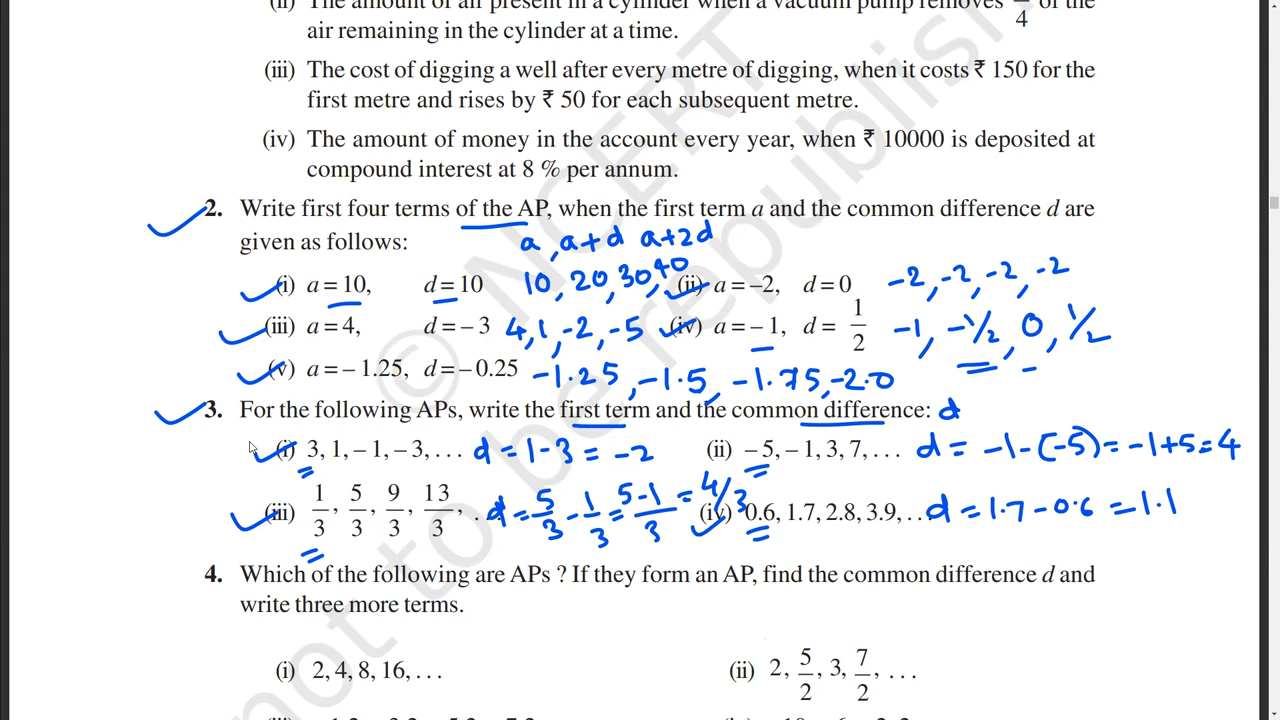 (ii) The amount of air present in a cylinder when a vacuum pump removes /4 of the
air remaining in the cylinder at a time.
(iii) The cost of digging a well after every metre of digging, when it costs ₹ 150 for the
first metre and rises by ₹ 50 for each subsequent metre.
(iv) The amount of money in the account every year, when ₹ 10000 is deposited at
compound interest at 8 % per annum.
2. Write first four terms of the AP, when the first term a and the common difference d are
given as follows: a, a+d a+2d
(i) a = 10, d = 10 10, 20, 30, 40 (ii) a = –2, d = 0 -2, -2, -2, -2
(iii) a = 4, d = – 3 4, 1, -2, -5 (iv) a = – 1, d = 1/2 -1, -1/2, 0, 1/2
(v) a = – 1.25, d = – 0.25 -1.25, -1.5, -1.75, -2.0
3. For the following APs, write the first term and the common difference: d
(i) 3, 1, – 1, – 3, . . . d = 1-3 = -2 (ii) – 5, – 1, 3, 7, . . . d = -1-(-5) = -1+5 = 4
(iii) 1/3, 5/3, 9/3, 13/3, . . . d = 5/3 - 1/3 = 5-1/3 = 4/3 (iv) 0.6, 1.7, 2.8, 3.9, . . . d = 1.7-0.6 = 1.1
4. Which of the following are APs ? If they form an AP, find the common difference d and
write three more terms.
(i) 2, 4, 8, 16, . . . (ii) 2, 5/2, 3, 7/2, . . .
© NCERT
not to be republish